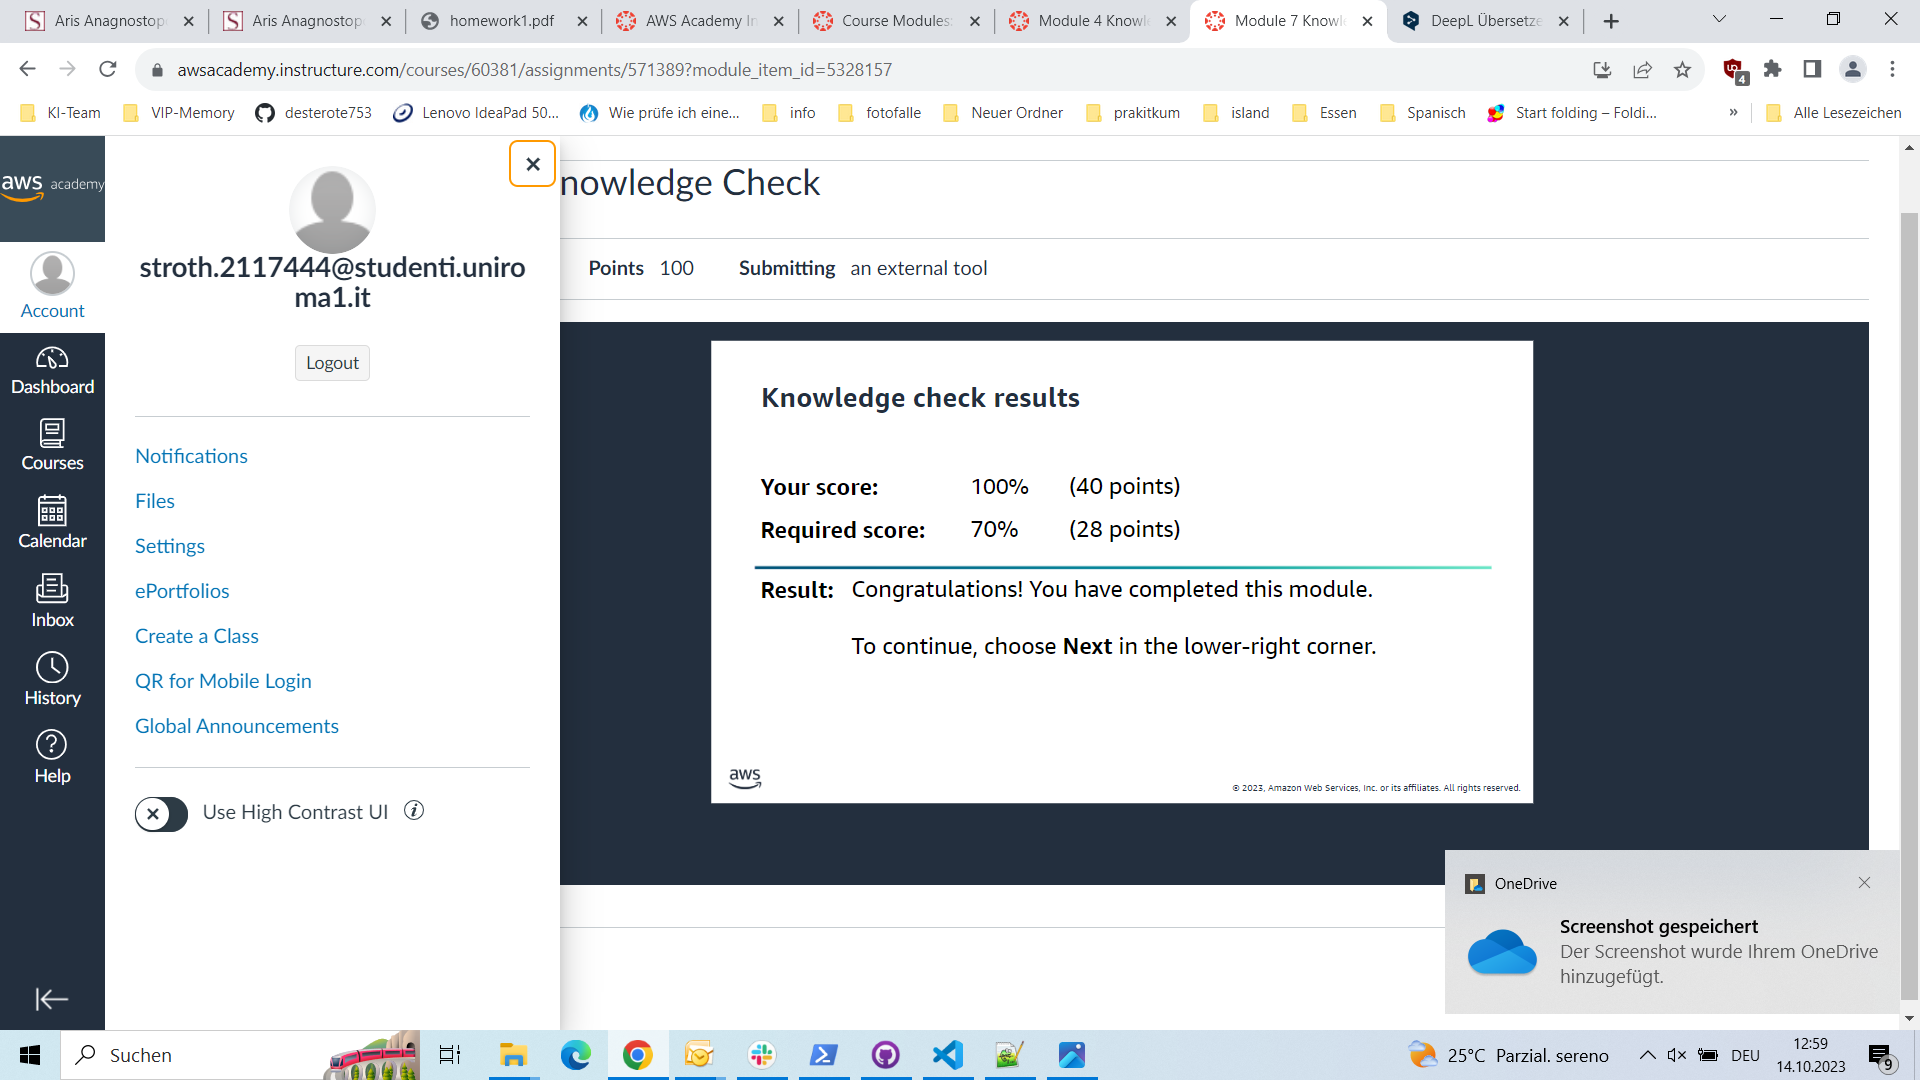 Aris Anagnostop
Aris Anagnostop
homework1.pdf
AWS Academy In
Course Modules:
Module 4 Knowl
Module 7 Knowl
DeepL Übersetze
awsacademy.instructure.com/courses/60381/assignments/571389?module_item_id=5328157
4
KI-Team
VIP-Memory
desterote753
Lenovo IdeaPad 50...
Wie prüfe ich eine...
info
fotofalle
Neuer Ordner
prakitkum
island
Essen
Spanisch
Start folding – Foldi...
»
Alle Lesezeichen
aws academy
Account
Dashboard
Courses
Calendar
Inbox
History
Help
stroth.2117444@studenti.uniro
ma1.it
Logout
Notifications
Files
Settings
ePortfolios
Create a Class
QR for Mobile Login
Global Announcements
Use High Contrast UI
nowledge Check
Points 100 Submitting an external tool
Knowledge check results
Your score: 100% (40 points)
Required score: 70% (28 points)
Result: Congratulations! You have completed this module.
To continue, choose Next in the lower-right corner.
aws
© 2023, Amazon Web Services, Inc. or its affiliates. All rights reserved.
OneDrive
Screenshot gespeichert
Der Screenshot wurde Ihrem OneDrive
hinzugefügt.
Suchen
25°C Parzial. sereno
DEU
12:59
14.10.2023
9